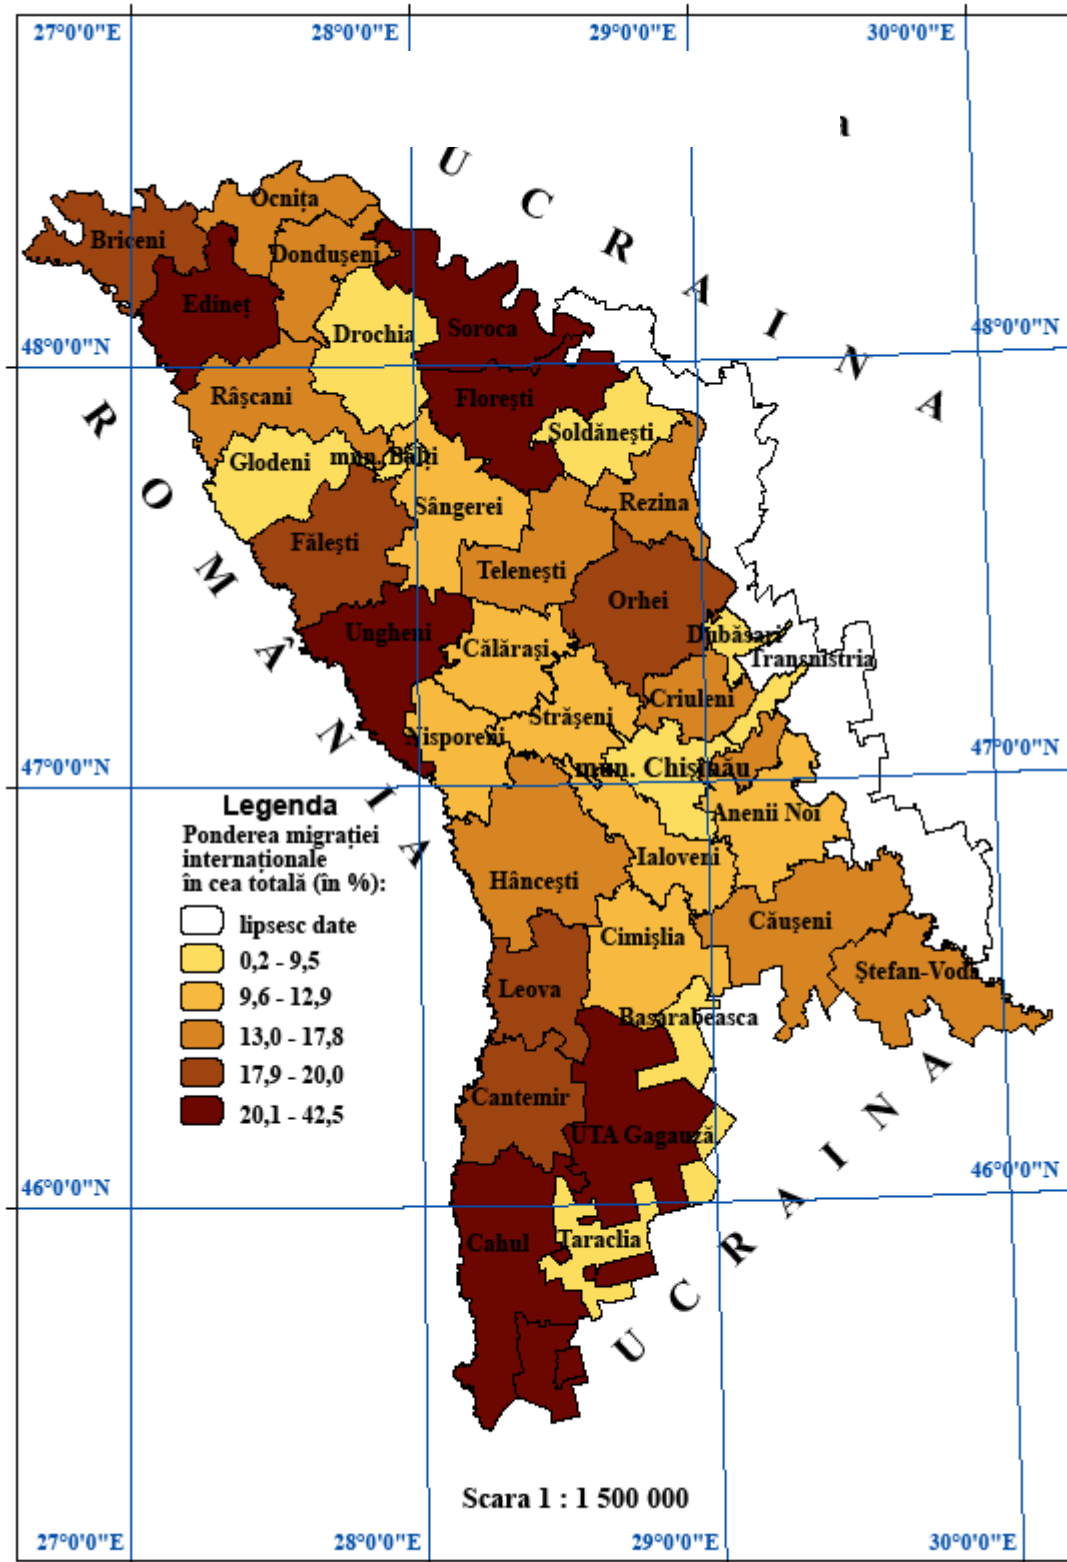 27°0'0"E
28°0'0"E
29°0'0"E
30°0'0"E
a
U C R A I N A
Ocnița
Briceni
Dondușeni
Edineț
Drochia
Soroca
48°0'0"N
48°0'0"N
Râșcani
Florești
R O M Â N I A
Soldănești
Glodeni
mun. Bălți
Sângerei
Rezina
Fălești
Telenești
Orhei
Ungheni
Dubăsari
Călărași
Transnistria
Criuleni
Strășeni
Nisporeni
47°0'0"N
47°0'0"N
mun. Chișinău
Anenii Noi
Ialoveni
Hâncești
Căușeni
Cimișlia
Ștefan-Vodă
Leova
Basarabeasca
Cantemir
UTA Gaganză
U C R A I N A
46°0'0"N
46°0'0"N
Cahul
Taraclia
Legenda
Ponderea migrației
internaționale
în cea totală (în %):
lipsesc date
0,2 - 9,5
9,6 - 12,9
13,0 - 17,8
17,9 - 20,0
20,1 - 42,5
Scara 1 : 1 500 000
27°0'0"E
28°0'0"E
29°0'0"E
30°0'0"E